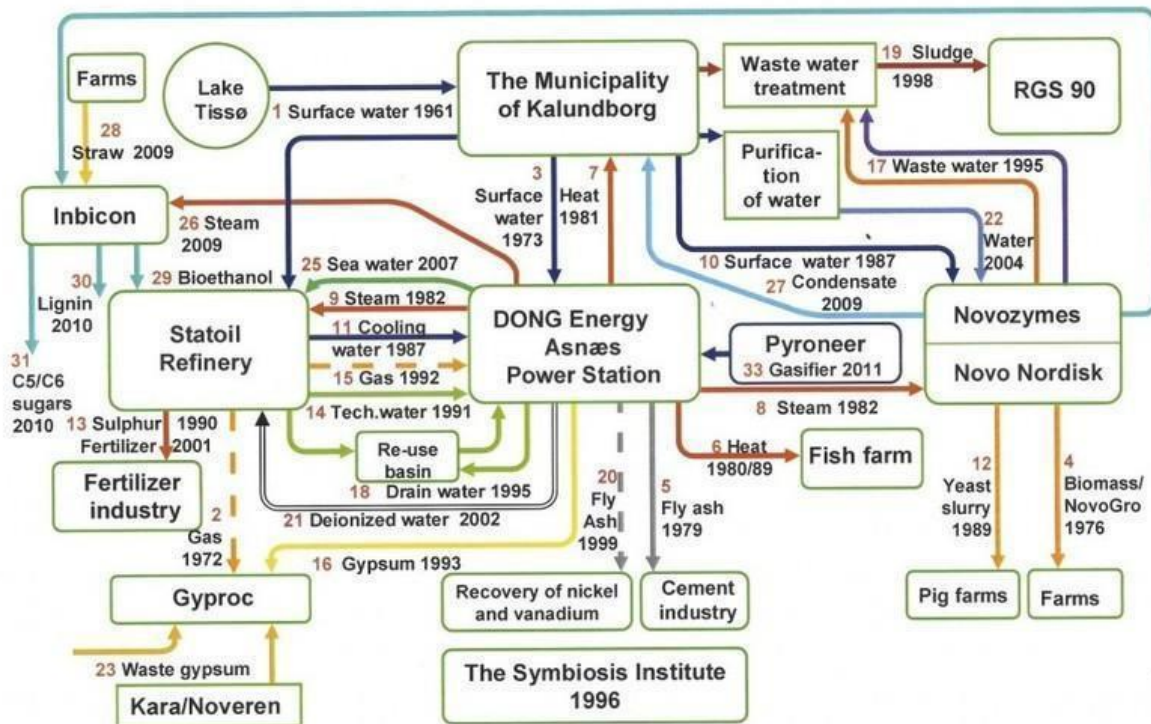 Farms
Lake
Tissø
1 Surface water 1961
The Municipality
of Kalundborg
Waste water
treatment
19 Sludge
1998
RGS 90
28
Straw 2009
Purifica-
tion
of water
17 Waste water 1995
3
Surface
water
1973
7
Heat
1981
Inbicon
26 Steam
2009
22
Water
2004
10 Surface water 1987
27 Condensate
2009
30
Lignin
2010
29 Bioethanol
25 Sea water 2007
9 Steam 1982
11 Cooling
water 1987
15 Gas 1992
14 Tech.water 1991
Statoil
Refinery
DONG Energy
Asnæs
Power Station
Pyroneer
33 Gasifier 2011
Novozymes
Novo Nordisk
8 Steam 1982
31
C5/C6
sugars
2010
13 Sulphur 1990
Fertilizer 2001
Fertilizer
industry
Re-use
basin
18 Drain water 1995
21 Deionized water 2002
6 Heat
1980/89
Fish farm
2
Gas
1972
16 Gypsum 1993
20
Fly
Ash
1999
5
Fly ash
1979
12
Yeast
slurry
1989
4
Biomass/
NovoGro
1976
Gyproc
Recovery of nickel
and vanadium
Cement
industry
Pig farms
Farms
23 Waste gypsum
Kara/Noveren
The Symbiosis Institute
1996